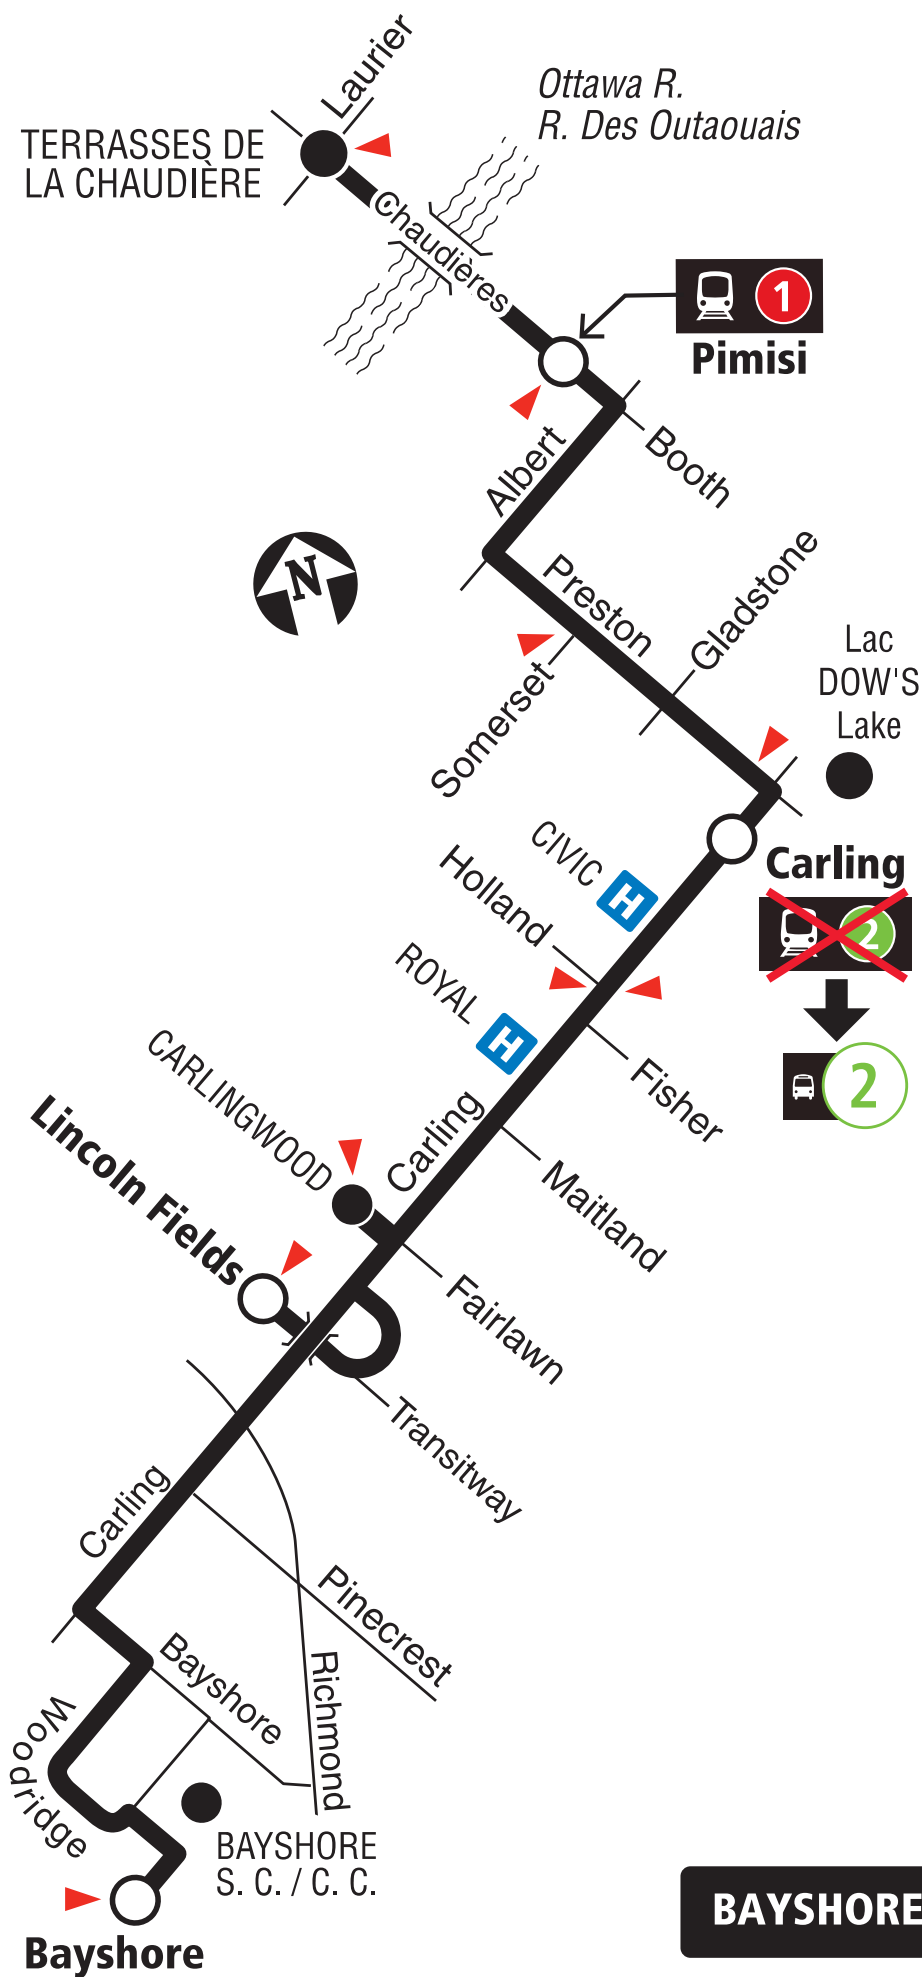 Laurier
Ottawa R.
R. Des Outaouais
TERRASSES DE
LA CHAUDIÈRE
Chaudières
1
Pimisi
Albert
Booth
N
Preston
Gladstone
Somerset
Lac
DOW'S
Lake
CIVIC
H
Holland
Carling
2
ROYAL
H
2
Fisher
CARLINGWOOD
Carling
Maitland
Lincoln Fields
Fairlawn
Transitway
Carling
Pinecrest
Bayshore
Richmond
Woodridge
BAYSHORE
S. C. / C. C.
BAYSHORE
Bayshore